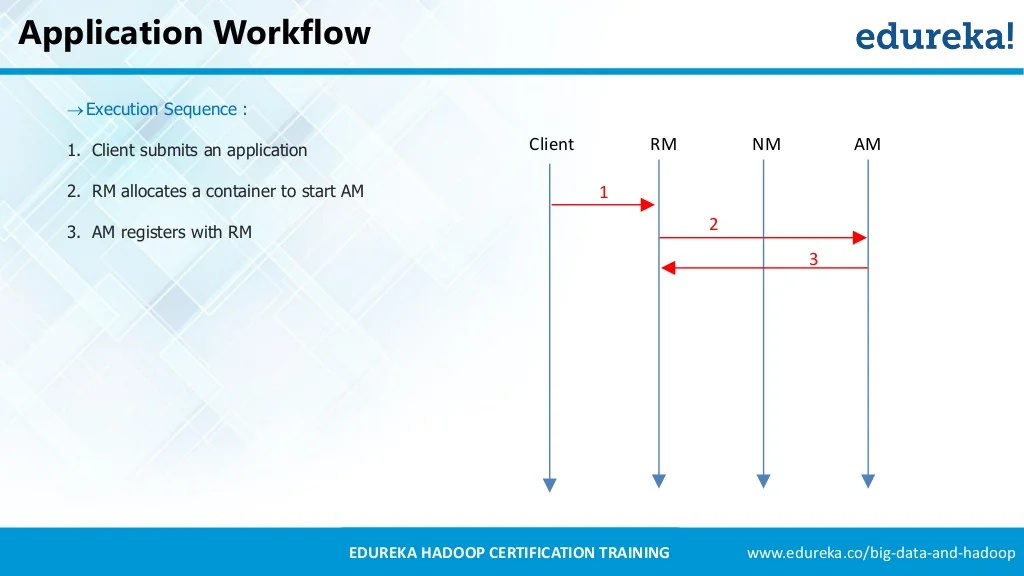 Application Workflow
edureka!
→Execution Sequence :
1. Client submits an application
2. RM allocates a container to start AM
3. AM registers with RM
Client RM NM AM
1
2
3
EDUREKA HADOOP CERTIFICATION TRAINING
www.edureka.co/big-data-and-hadoop